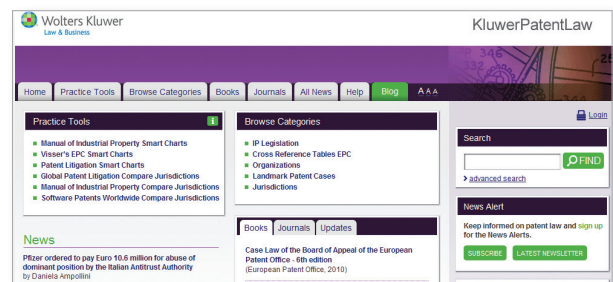 Wolters Kluwer
Law & Business
KluwerPatentLaw
Home
Practice Tools
Browse Categories
Books
Journals
All News
Help
Blog
A A A
Login
Practice Tools
i
Manual of Industrial Property Smart Charts
Visser's EPC Smart Charts
Patent Litigation Smart Charts
Global Patent Litigation Compare Jurisdictions
Manual of Industrial Property Compare Jurisdictions
Software Patents Worldwide Compare Jurisdictions
Browse Categories
IP Legislation
Cross Reference Tables EPC
Organizations
Landmark Patent Cases
Jurisdictions
Search
FIND
> advanced search
News Alert
Keep informed on patent law and sign up
for the News Alerts.
SUBSCRIBE
LATEST NEWSLETTER
News
Pfizer ordered to pay Euro 10.6 million for abuse of
dominant position by the Italian Antitrust Authority
by Daniela Ampollini
Books
Journals
Updates
Case Law of the Board of Appeal of the European
Patent Office - 6th edition
(European Patent Office, 2010)